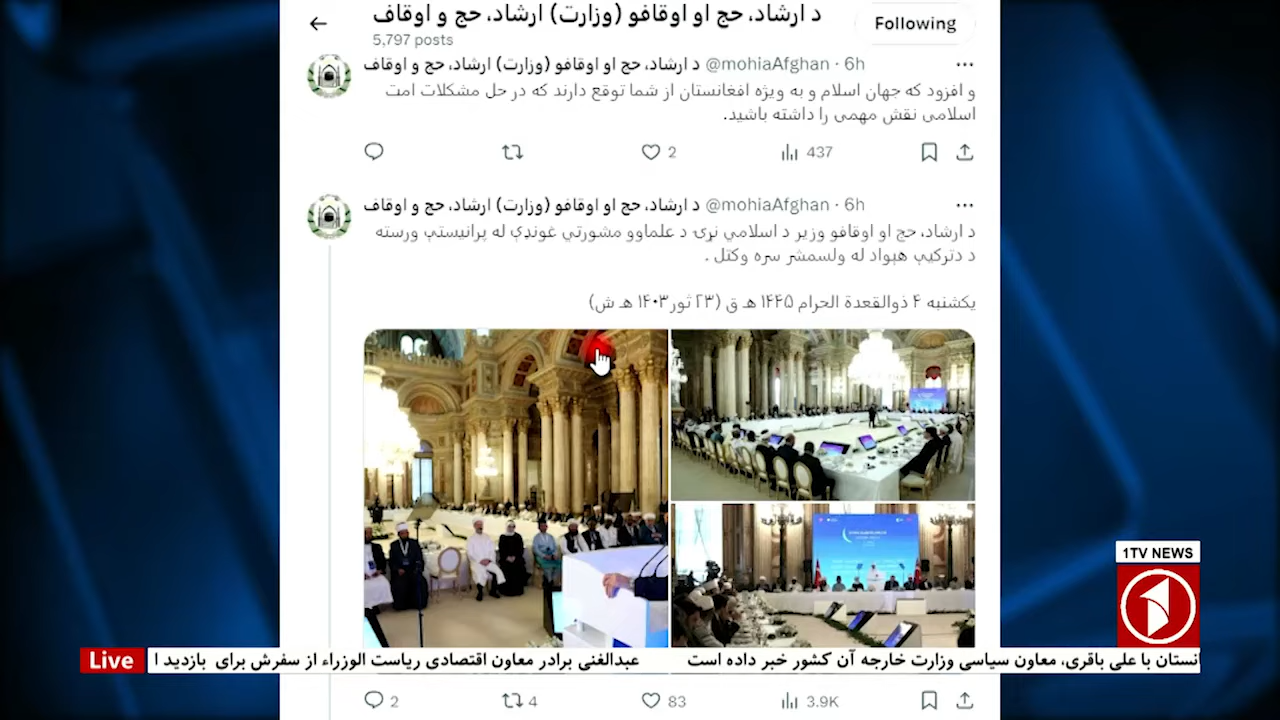 د ارشاد، حج او اوقافو (وزارت) ارشاد، حج و اوقاف
5,797 posts
Following
د ارشاد، حج او اوقافو (وزارت) ارشاد، حج و اوقاف @mohiaAfghan · 6h
و افزود که جهان اسلام و به ویژه افغانستان از شما توقع دارند که در حل مشکلات امت
اسلامی نقش مهمی را داشته باشید.
2
437
د ارشاد، حج او اوقافو (وزارت) ارشاد، حج و اوقاف @mohiaAfghan · 6h
د ارشاد، حج او اوقافو وزیر د اسلامي نړۍ د علماوو مشورتي غونډې له پرانیستې ورسته
د دترکیې هېواد له ولسمشر سره وکتل .
یکشنبه ۴ ذوالقعدة الحرام ۱۴۴۵ هـ ق (۲۳ ثور۱۴۰۳ هـ ش)
1TV NEWS
Live
انستان با علی باقری، معاون سیاسی وزارت خارجه آن کشور خبر داده است
عبدالغنی برادر معاون اقتصادی ریاست الوزراء از سفرش برای بازدید ا
2
4
83
3.9K